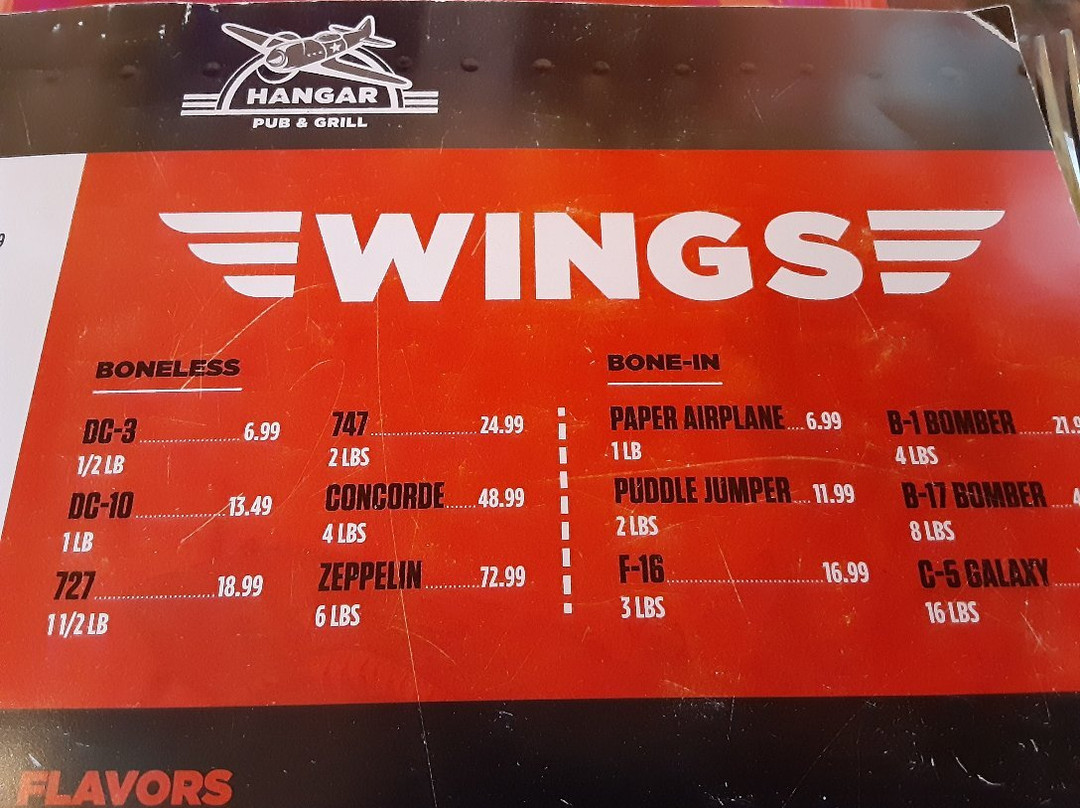 HANGAR
PUB & GRILL
WINGS
BONELESS
DC-3 6.99
1/2 LB
DC-10 13.49
1 LB
727 18.99
1 1/2 LB
747 24.99
2 LBS
CONCORDE 48.99
4 LBS
ZEPPELIN 72.99
6 LBS
BONE-IN
PAPER AIRPLANE 6.99
1 LB
PUDDLE JUMPER 11.99
2 LBS
F-16 16.99
3 LBS
B-1 BOMBER
4 LBS
B-17 BOMBER
8 LBS
C-5 GALAXY
16 LBS
FLAVORS